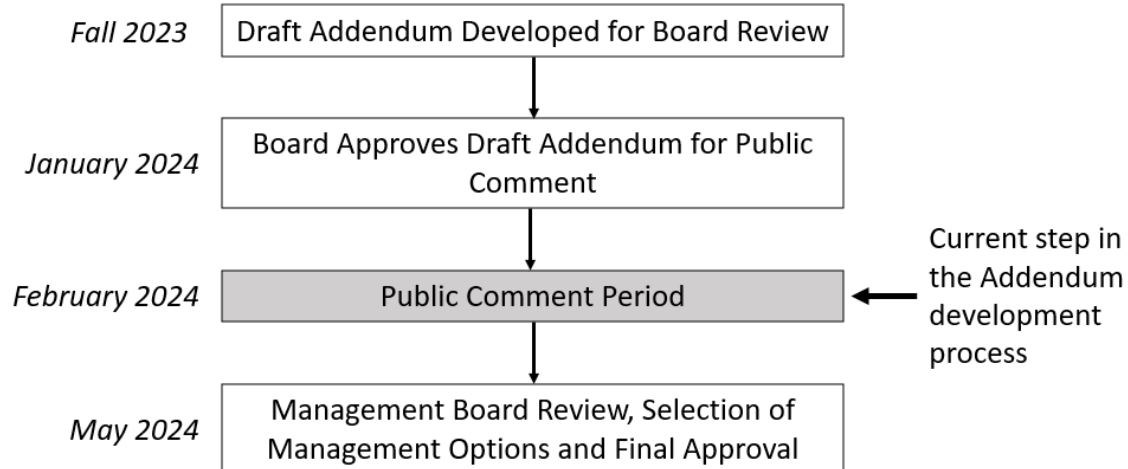 Fall 2023
Draft Addendum Developed for Board Review
January 2024
Board Approves Draft Addendum for Public
Comment
February 2024
Public Comment Period
Current step in
the Addendum
development
process
May 2024
Management Board Review, Selection of
Management Options and Final Approval